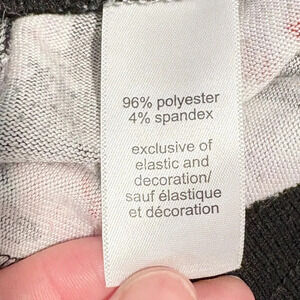 96% polyester
4% spandex
exclusive of
elastic and
decoration/
sauf élastique
et décoration